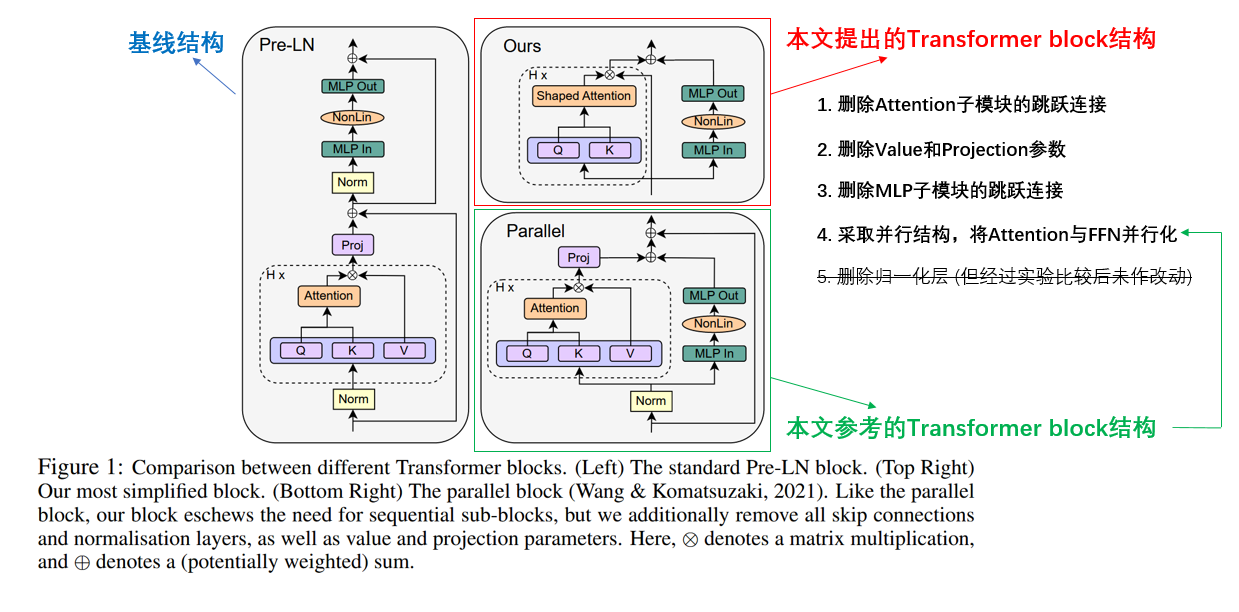 基线结构
Pre-LN
MLP Out
NonLin
MLP In
Norm
Proj
H x
Attention
Q K V
Norm
Ours
H x
Shaped Attention
Q K
MLP Out
NonLin
MLP In
Parallel
Proj
H x
Attention
Q K V
MLP Out
NonLin
MLP In
Norm
本文提出的Transformer block结构
1. 删除Attention子模块的跳跃连接
2. 删除Value和Projection参数
3. 删除MLP子模块的跳跃连接
4. 采取并行结构，将Attention与FFN并行化
5. 删除归一化层 (但经过实验比较后未作改动)
本文参考的Transformer block结构
Figure 1: Comparison between different Transformer blocks. (Left) The standard Pre-LN block. (Top Right)
Our most simplified block. (Bottom Right) The parallel block (Wang & Komatsuzaki, 2021). Like the parallel
block, our block eschews the need for sequential sub-blocks, but we additionally remove all skip connections
and normalisation layers, as well as value and projection parameters. Here, ⊗ denotes a matrix multiplication,
and ⊕ denotes a (potentially weighted) sum.